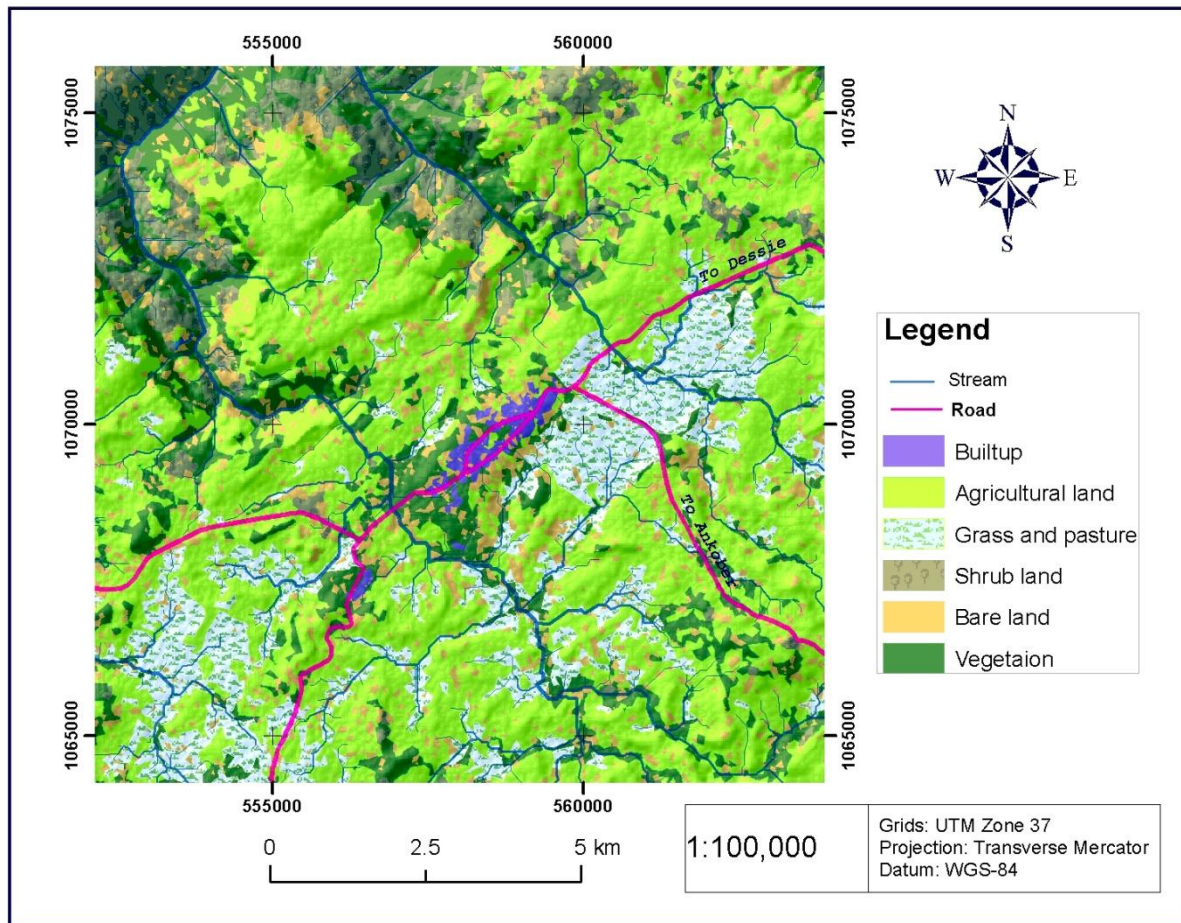 555000
560000
1075000
1075000
N
W
E
S
To Dessie
Legend
Stream
Road
1070000
1070000
Builtup
Agricultural land
Grass and pasture
To Ankober
Shrub land
Bare land
Vegetaion
1065000
1065000
555000
560000
0
2.5
5 km
1:100,000
Grids: UTM Zone 37
Projection: Transverse Mercator
Datum: WGS-84